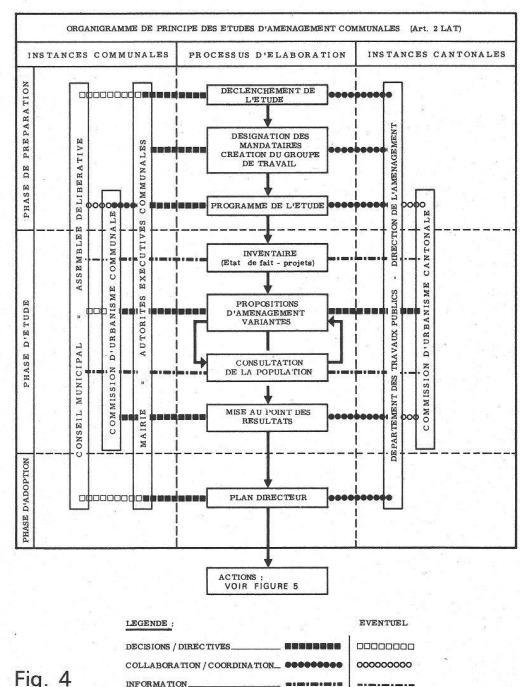 ORGANIGRAMME DE PRINCIPE DES ETUDES D'AMENAGEMENT COMMUNALES (Art. 2 LAT)
INSTANCES COMMUNALES
PROCESSUS D'ELABORATION
INSTANCES CANTONALES
PHASE DE PREPARATION
PHASE D'ETUDE
PHASE D'ADOPTION
CONSEIL MUNICIPAL = ASSEMBLEE DELIBERATIVE
COMMISSION D'URBANISME COMMUNALE
MAIRIE = AUTORITES EXECUTIVES COMMUNALES
DECLENCHEMENT DE
L'ETUDE
DESIGNATION DES
MANDATAIRES
CREATION DU GROUPE
DE TRAVAIL
PROGRAMME DE L'ETUDE
INVENTAIRE
(Etat de fait - projets)
PROPOSITIONS
D'AMENAGEMENT
VARIANTES
CONSULTATION
DE LA POPULATION
MISE AU POINT DES
RESULTATS
PLAN DIRECTEUR
DEPARTEMENT DES TRAVAUX PUBLICS - DIRECTION DE L'AMENAGEMENT
COMMISSION D'URBANISME CANTONALE
ACTIONS :
VOIR FIGURE 5
LEGENDE :
EVENTUEL
DECISIONS / DIRECTIVES
COLLABORATION / COORDINATION
INFORMATION
Fig. 4